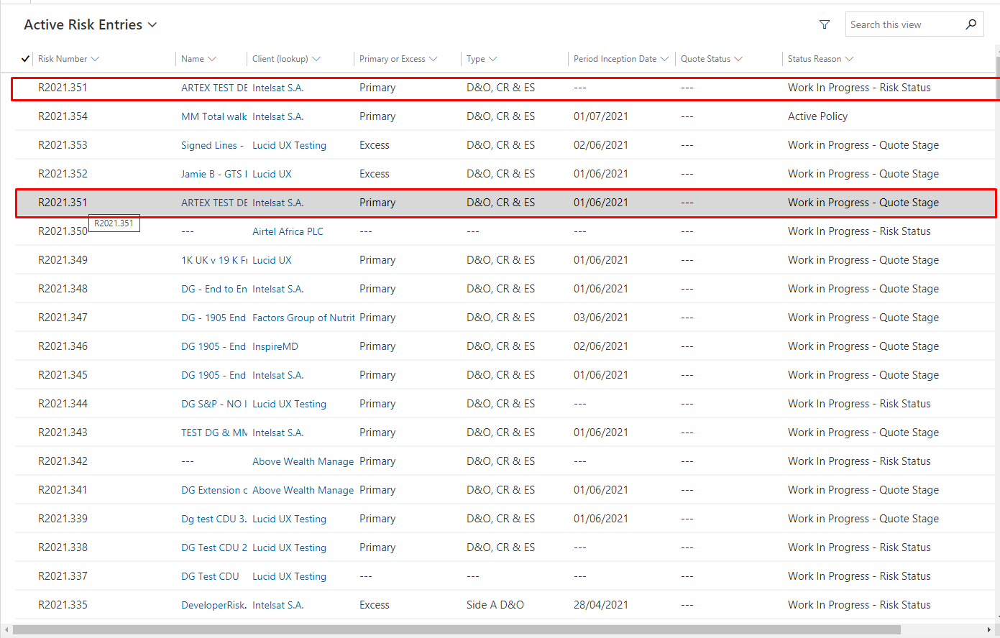 Active Risk Entries
Search this view
Risk Number Name Client (lookup) Primary or Excess Type Period Inception Date Quote Status Status Reason
R2021.351 ARTEX TEST DE Intelsat S.A. Primary D&O, CR & ES --- --- Work In Progress - Risk Status
R2021.354 MM Total walk Intelsat S.A. Primary D&O, CR & ES 01/07/2021 --- Active Policy
R2021.353 Signed Lines - Lucid UX Testing Excess D&O, CR & ES 02/06/2021 --- Work in Progress - Quote Stage
R2021.352 Jamie B - GTS I Lucid UX Excess D&O, CR & ES 01/06/2021 --- Work in Progress - Quote Stage
R2021.351 ARTEX TEST DE Intelsat S.A. Primary D&O, CR & ES 01/06/2021 --- Work in Progress - Quote Stage
R2021.351
R2021.350 --- Airtel Africa PLC --- --- --- --- Work In Progress - Risk Status
R2021.349 1K UK v 19 K Fr Lucid UX Primary D&O, CR & ES 01/06/2021 --- Work in Progress - Quote Stage
R2021.348 DG - End to En Intelsat S.A. Primary D&O, CR & ES 01/06/2021 --- Work in Progress - Quote Stage
R2021.347 DG - 1905 End Factors Group of Nutrit Primary D&O, CR & ES 03/06/2021 --- Work in Progress - Quote Stage
R2021.346 DG 1905 - End InspireMD Primary D&O, CR & ES 02/06/2021 --- Work in Progress - Quote Stage
R2021.345 DG 1905 - End Intelsat S.A. Primary D&O, CR & ES 01/06/2021 --- Work in Progress - Quote Stage
R2021.344 DG S&P - NO I Lucid UX Testing Primary D&O, CR & ES --- --- Work In Progress - Risk Status
R2021.343 TEST DG & MM Intelsat S.A. Primary D&O, CR & ES 01/06/2021 --- Work in Progress - Quote Stage
R2021.342 --- Above Wealth Manage Primary D&O, CR & ES --- --- Work In Progress - Risk Status
R2021.341 DG Extension c Above Wealth Manage Primary D&O, CR & ES 01/06/2021 --- Work in Progress - Quote Stage
R2021.339 Dg test CDU 3. Lucid UX Testing Primary D&O, CR & ES 01/06/2021 --- Work in Progress - Quote Stage
R2021.338 DG Test CDU 2 Lucid UX Testing Primary D&O, CR & ES --- --- Work In Progress - Risk Status
R2021.337 DG Test CDU Lucid UX Testing --- --- --- --- Work In Progress - Risk Status
R2021.335 DeveloperRisk. Intelsat S.A. Excess Side A D&O 28/04/2021 --- Work In Progress - Risk Status